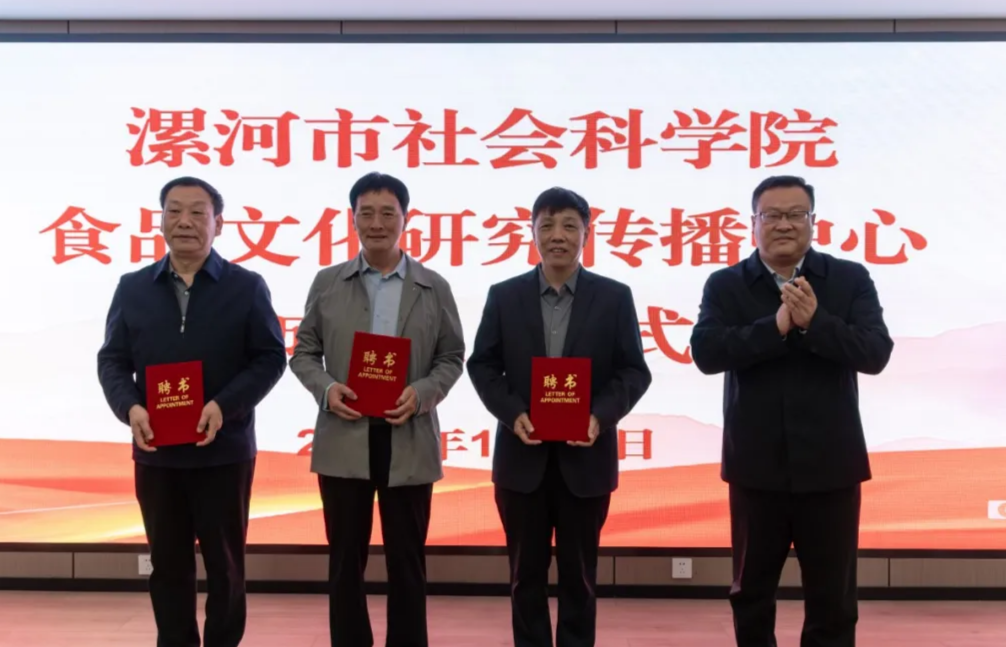 漯河市社会科学院
食品文化研究传播中心
式
年1 日
聘书
LETTER OF
APPOINTMENT
聘书
LETTER OF
APPOINTMENT
聘书
LETTER OF
APPOINTMENT